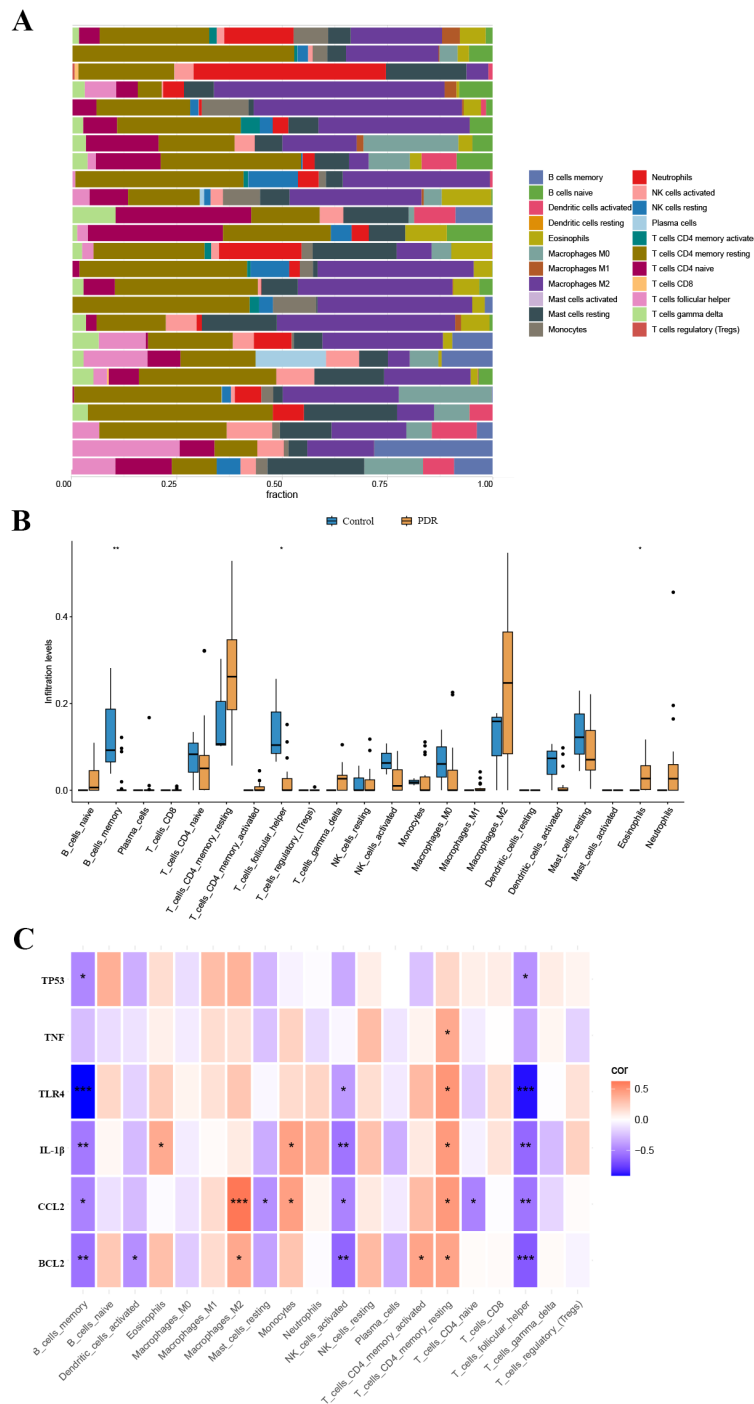 A
B cells memory
B cells naive
Dendritic cells activated
Dendritic cells resting
Eosinophils
Macrophages M0
Macrophages M1
Macrophages M2
Mast cells activated
Mast cells resting
Monocytes
Neutrophils
NK cells activated
NK cells resting
Plasma cells
T cells CD4 memory activate
T cells CD4 memory resting
T cells CD4 naive
T cells CD8
T cells follicular helper
T cells gamma delta
T cells regulatory (Tregs)
0.00 0.25 0.50 0.75 1.00
fraction
B
Control PDR
** * *
Infiltration levels
0.4
0.2
0.0
B_cells_naive
B_cells_memory
Plasma_cells
T_cells_CD8
T_cells_CD4_naive
T_cells_CD4_memory_resting
T_cells_CD4_memory_activated
T_cells_follicular_helper
T_cells_regulatory_(Tregs)
T_cells_gamma_delta
NK_cells_resting
NK_cells_activated
Monocytes
Macrophages_M0
Macrophages_M1
Macrophages_M2
Dendritic_cells_resting
Dendritic_cells_activated
Mast_cells_resting
Mast_cells_activated
Eosinophils
Neutrophils
C
TP53 * *
TNF *
TLR4 *** * * ***
IL-1β ** * * ** * **
CCL2 * *** * * * * * **
BCL2 ** * * ** * * ***
cor
0.5
0.0
−0.5
B_cells_memory
B_cells_naive
Dendritic_cells_activated
Eosinophils
Macrophages_M0
Macrophages_M1
Macrophages_M2
Mast_cells_resting
Monocytes
Neutrophils
NK_cells_activated
NK_cells_resting
Plasma_cells
T_cells_CD4_memory_activated
T_cells_CD4_memory_resting
T_cells_CD4_naive
T_cells_CD8
T_cells_follicular_helper
T_cells_gamma_delta
T_cells_regulatory_(Tregs)